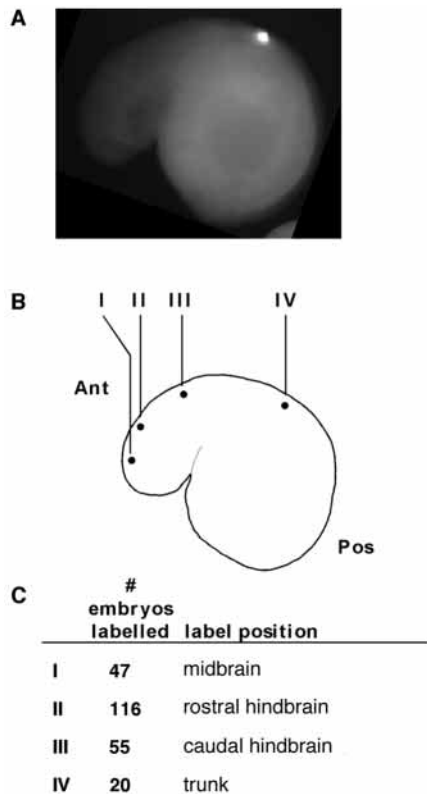 A
B
I II III IV
Ant
Pos
C
#
embryos
labelled label position
I 47 midbrain
II 116 rostral hindbrain
III 55 caudal hindbrain
IV 20 trunk